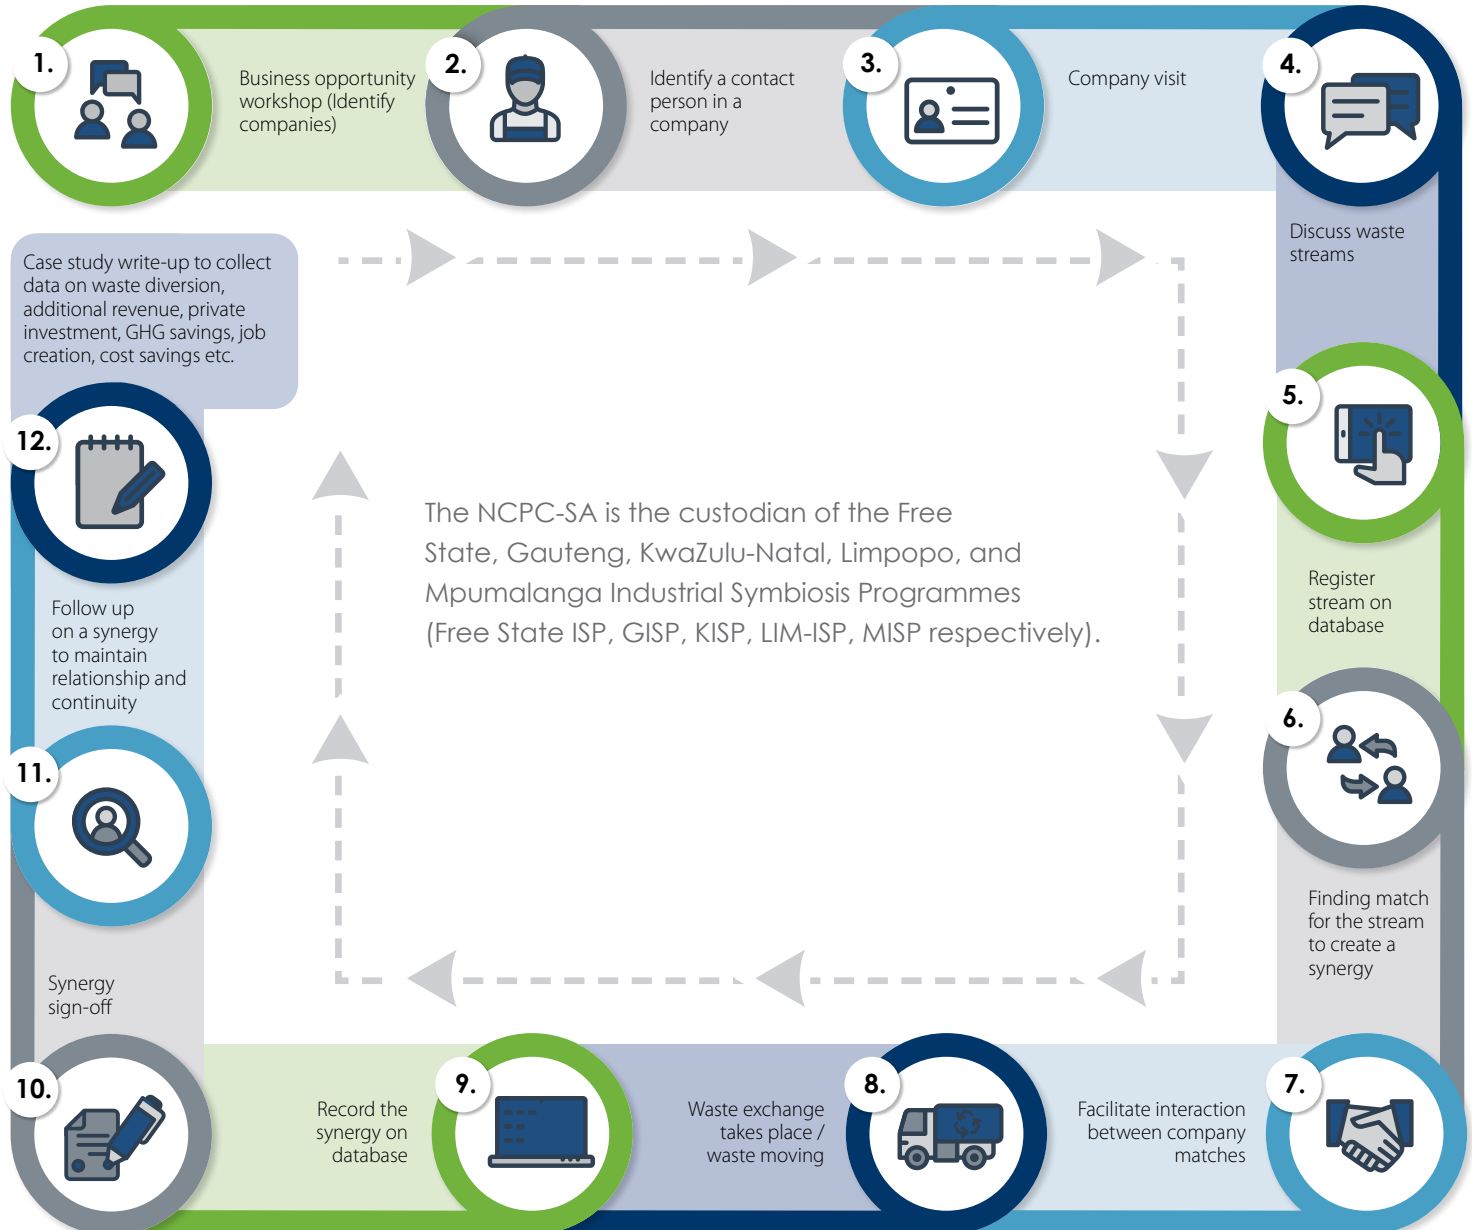 1.
Business opportunity
workshop (Identify
companies)
2.
Identify a contact
person in a
company
3.
Company visit
4.
Discuss waste
streams
5.
Register
stream on
database
6.
Finding match
for the stream
to create a
synergy
7.
Facilitate interaction
between company
matches
8.
Waste exchange
takes place /
waste moving
9.
Record the
synergy on
database
10.
Synergy
sign-off
11.
Follow up
on a synergy
to maintain
relationship and
continuity
12.
Case study write-up to collect
data on waste diversion,
additional revenue, private
investment, GHG savings, job
creation, cost savings etc.
The NCPC-SA is the custodian of the Free
State, Gauteng, KwaZulu-Natal, Limpopo, and
Mpumalanga Industrial Symbiosis Programmes
(Free State ISP, GISP, KISP, LIM-ISP, MISP respectively).